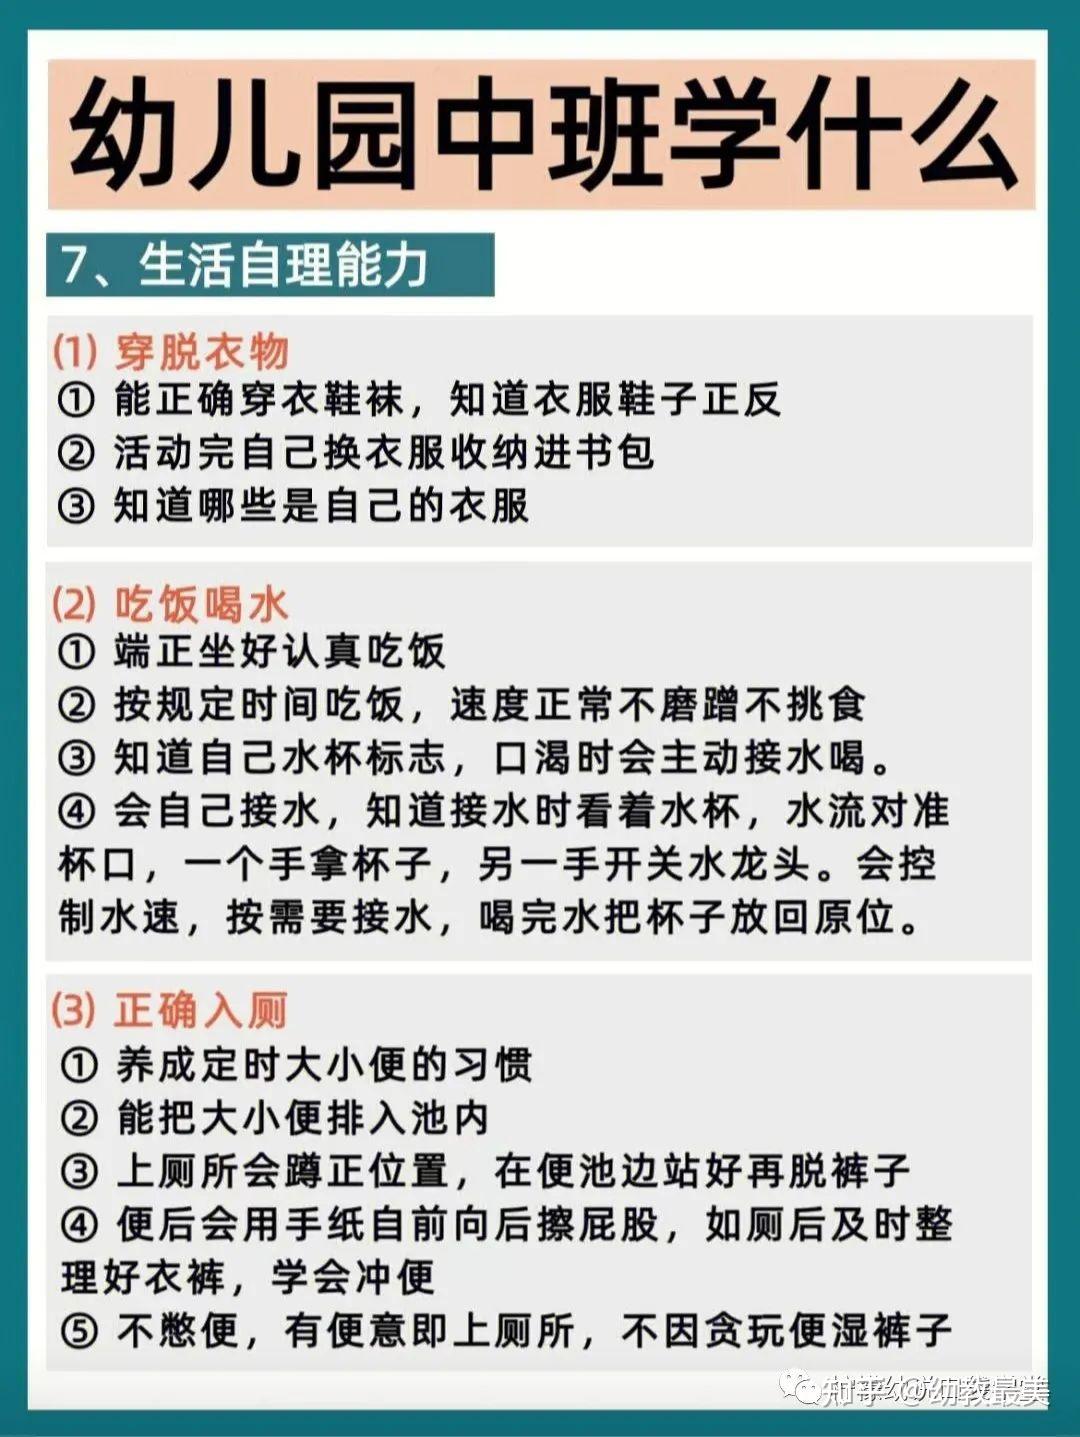 幼儿园中班学什么
7、生活自理能力
(1) 穿脱衣物
① 能正确穿衣鞋袜，知道衣服鞋子正反
② 活动完自己换衣服收纳进书包
③ 知道哪些是自己的衣服
(2) 吃饭喝水
① 端正坐好认真吃饭
② 按规定时间吃饭，速度正常不磨蹭不挑食
③ 知道自己水杯标志，口渴时会主动接水喝。
④ 会自己接水，知道接水时看着水杯，水流对准
杯口，一个手拿杯子，另一手开关水龙头。会控
制水速，按需要接水，喝完水把杯子放回原位。
(3) 正确入厕
① 养成定时大小便的习惯
② 能把大小便排入池内
③ 上厕所会蹲正位置，在便池边站好再脱裤子
④ 便后会用手纸自前向后擦屁股，如厕后及时整
理好衣裤，学会冲便
⑤ 不憋便，有便意即上厕所，不因贪玩便湿裤子
知乎 @幼教最美